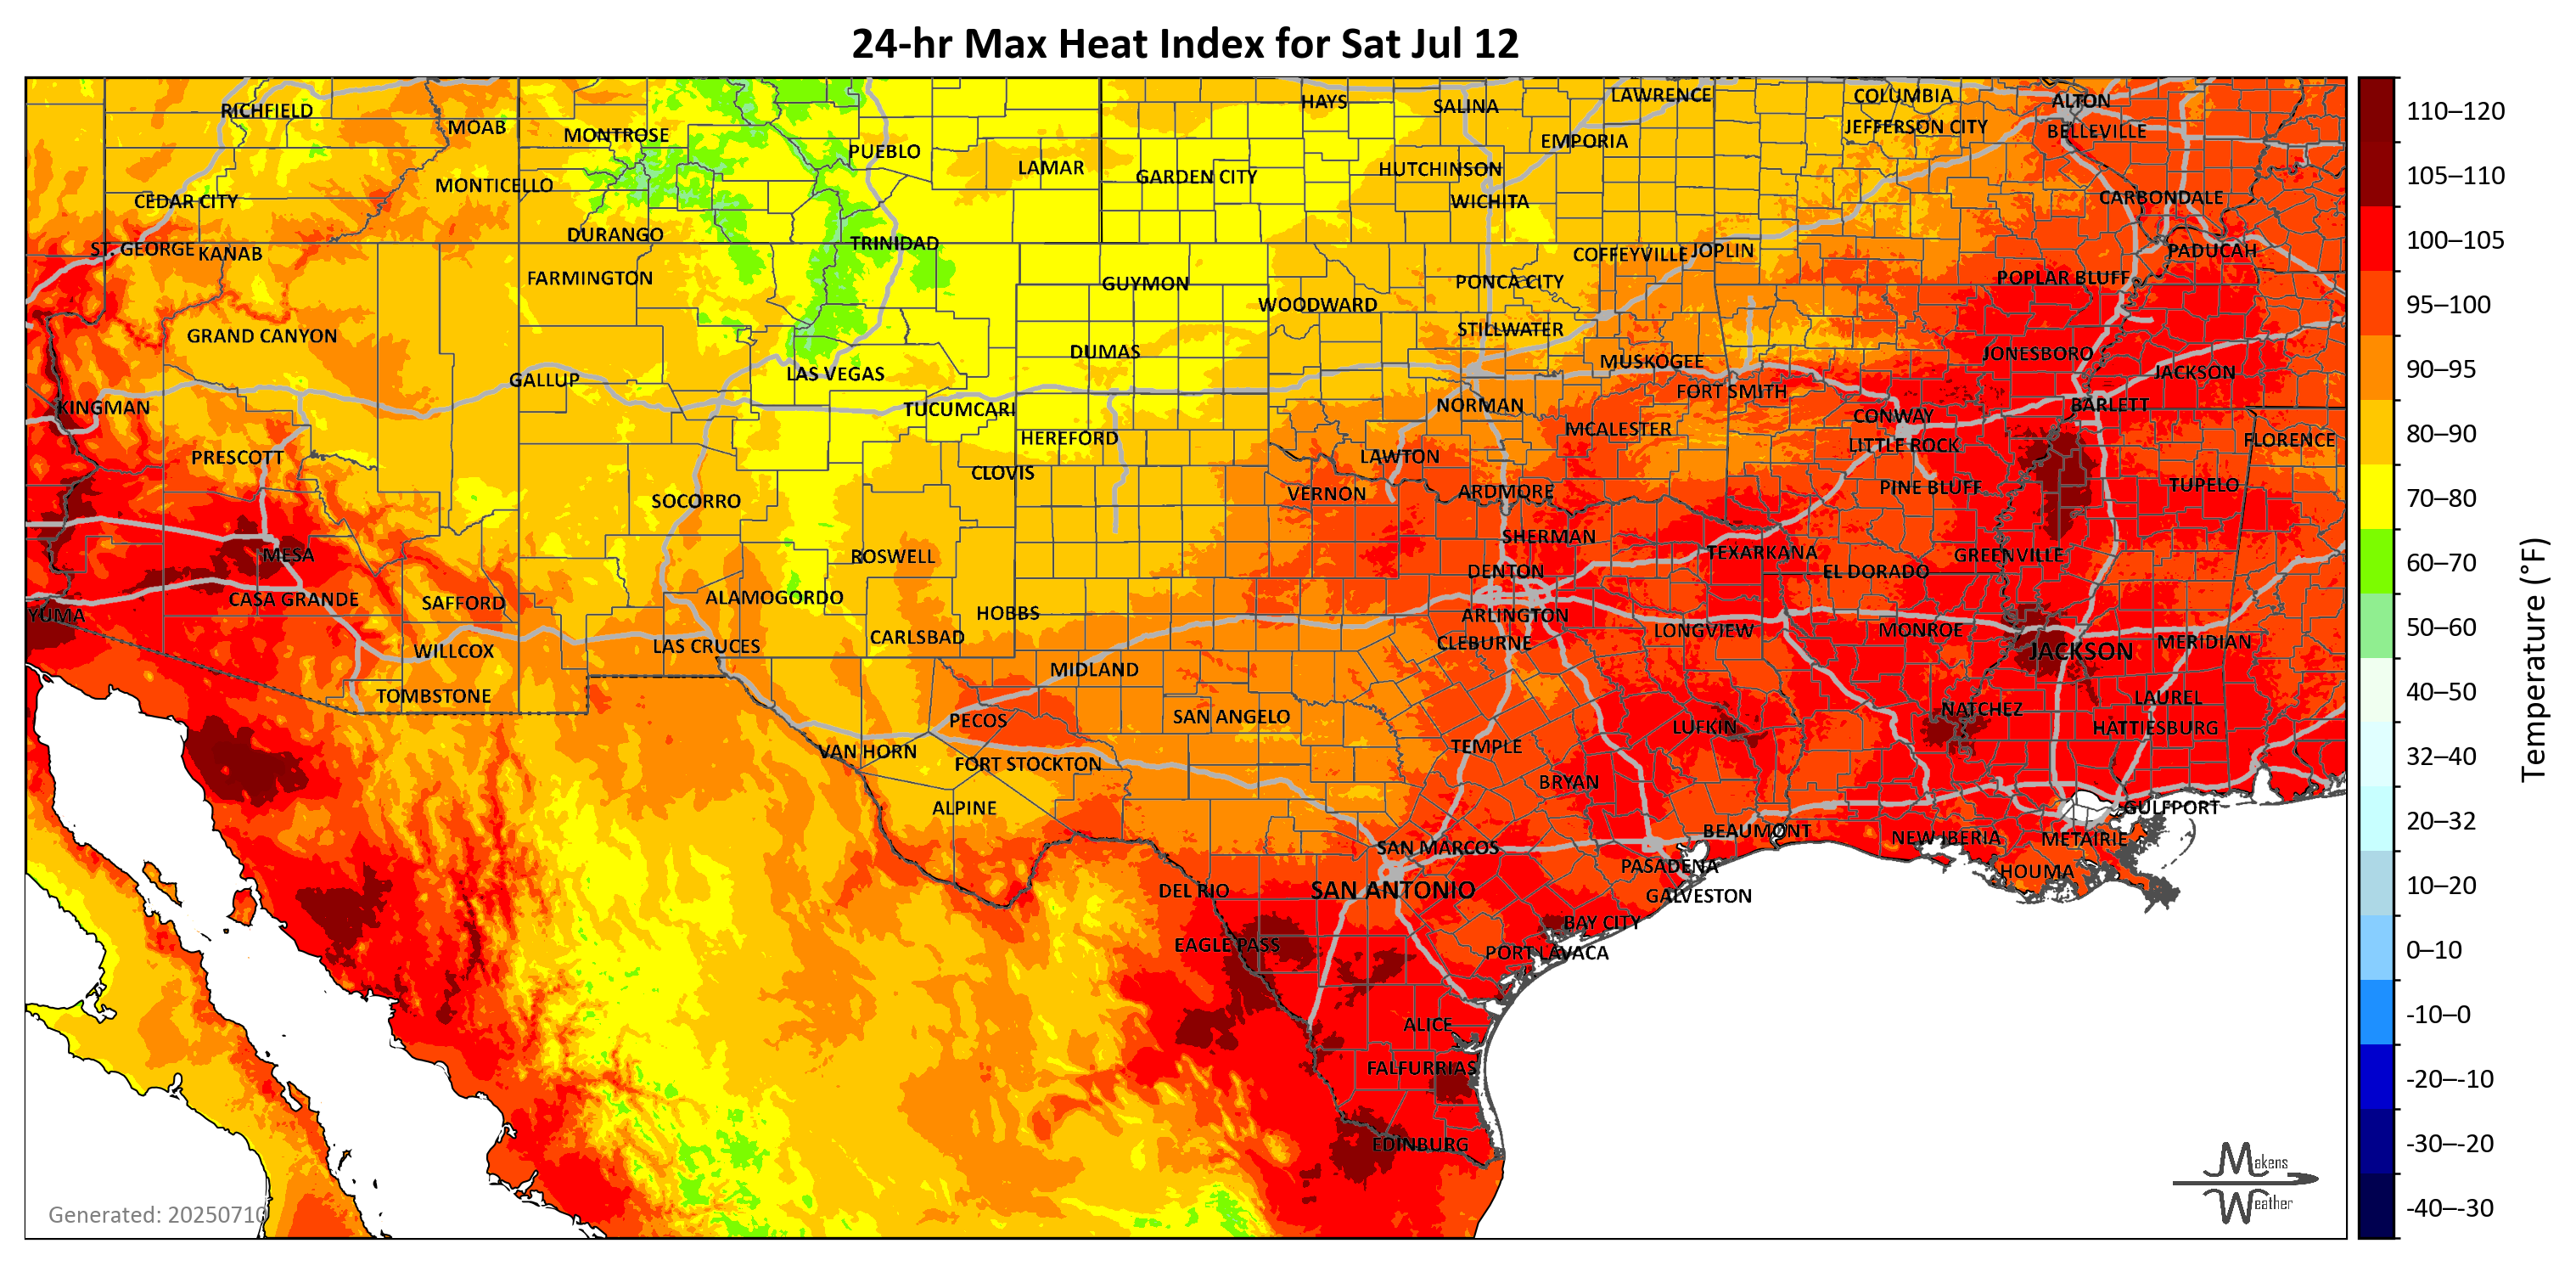 24-hr Max Heat Index for Sat Jul 12
HAYS
SALINA
LAWRENCE
COLUMBIA
ALTON
RICHFIELD
MOAB
MONTROSE
JEFFERSON CITY
BELLEVILLE
EMPORIA
PUEBLO
LAMAR
GARDEN CITY
HUTCHINSON
MONTICELLO
CEDAR CITY
WICHITA
CARBONDALE
DURANGO
TRINIDAD
ST. GEORGE
KANAB
COFFEYVILLE
JOPLIN
PADUCAH
FARMINGTON
GUYMON
PONCA CITY
POPLAR BLUFF
WOODWARD
GRAND CANYON
STILLWATER
DUMAS
MUSKOGEE
JONESBORO
GALLUP
LAS VEGAS
FORT SMITH
JACKSON
KINGMAN
TUCUMCARI
NORMAN
CONWAY
BARLETT
HEREFORD
MCALESTER
LITTLE ROCK
FLORENCE
PRESCOTT
CLOVIS
LAWTON
SOCORRO
VERNON
ARDMORE
PINE BLUFF
TUPELO
MESA
ROSWELL
SHERMAN
TEXARKANA
GREENVILLE
CASA GRANDE
SAFFORD
ALAMOGORDO
DENTON
EL DORADO
YUMA
HOBBS
ARLINGTON
WILLCOX
LAS CRUCES
CARLSBAD
CLEBURNE
LONGVIEW
MONROE
JACKSON
MERIDIAN
TOMBSTONE
MIDLAND
LAUREL
PECOS
SAN ANGELO
LUFKIN
NATCHEZ
HATTIESBURG
VAN HORN
FORT STOCKTON
TEMPLE
BRYAN
ALPINE
GULFPORT
BEAUMONT
NEW IBERIA
METAIRIE
SAN MARCOS
PASADENA
HOUMA
DEL RIO
SAN ANTONIO
GALVESTON
BAY CITY
EAGLE PASS
PORT LAVACA
ALICE
FALFURRIAS
EDINBURG
Generated: 20250710
Makens
Weather
110–120
105–110
100–105
95–100
90–95
80–90
70–80
60–70
50–60
40–50
32–40
20–32
10–20
0–10
-10–0
-20–-10
-30–-20
-40–-30
Temperature (°F)